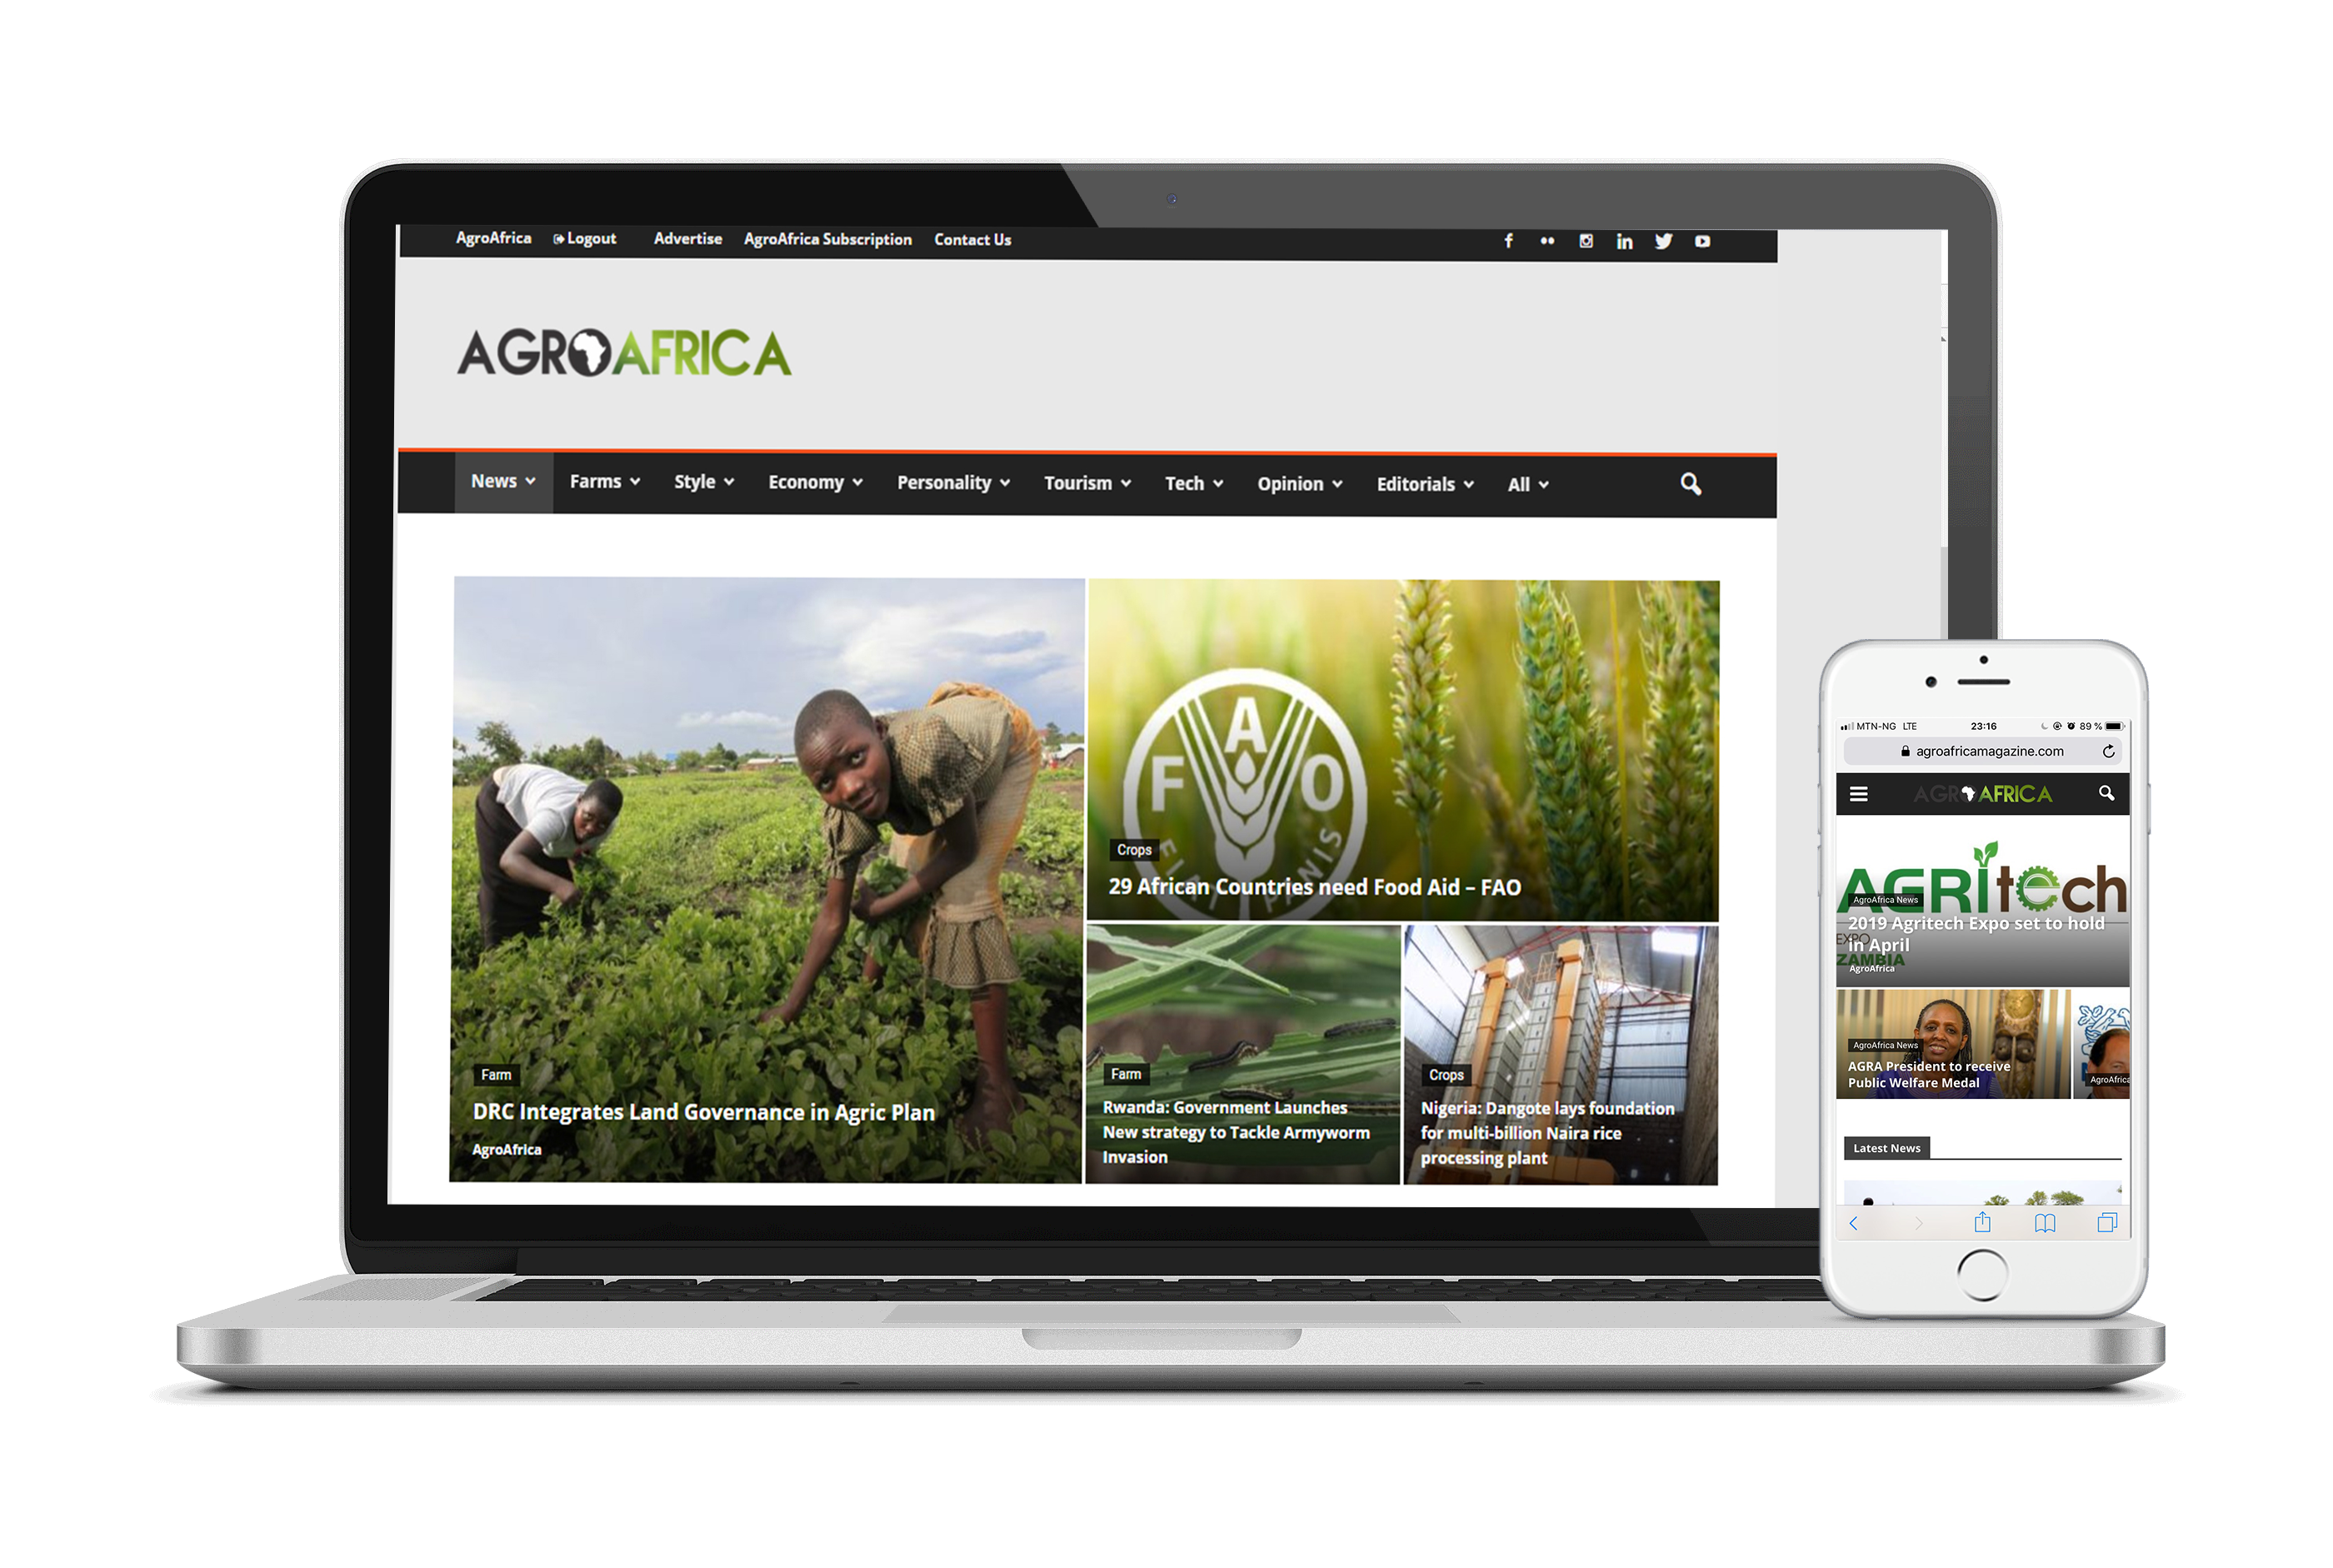 AgroAfrica Logout Advertise AgroAfrica Subscription Contact Us
AGROAFRICA
News Farms Style Economy Personality Tourism Tech Opinion Editorials All
FAO
FIAT PANIS
Crops
29 African Countries need Food Aid – FAO
Farm
DRC Integrates Land Governance in Agric Plan
AgroAfrica
Farm
Rwanda: Government Launches
New strategy to Tackle Armyworm
Invasion
Crops
Nigeria: Dangote lays foundation
for multi-billion Naira rice
processing plant
MTN-NG LTE 23:16 89 %
agroafricamagazine.com
AGROAFRICA
AGRItech
AgroAfrica News
2019 Agritech Expo set to hold
in April
EXPO
ZAMBIA
AgroAfrica
AgroAfrica News
AGRA President to receive
Public Welfare Medal
AgroAfrica
Latest News